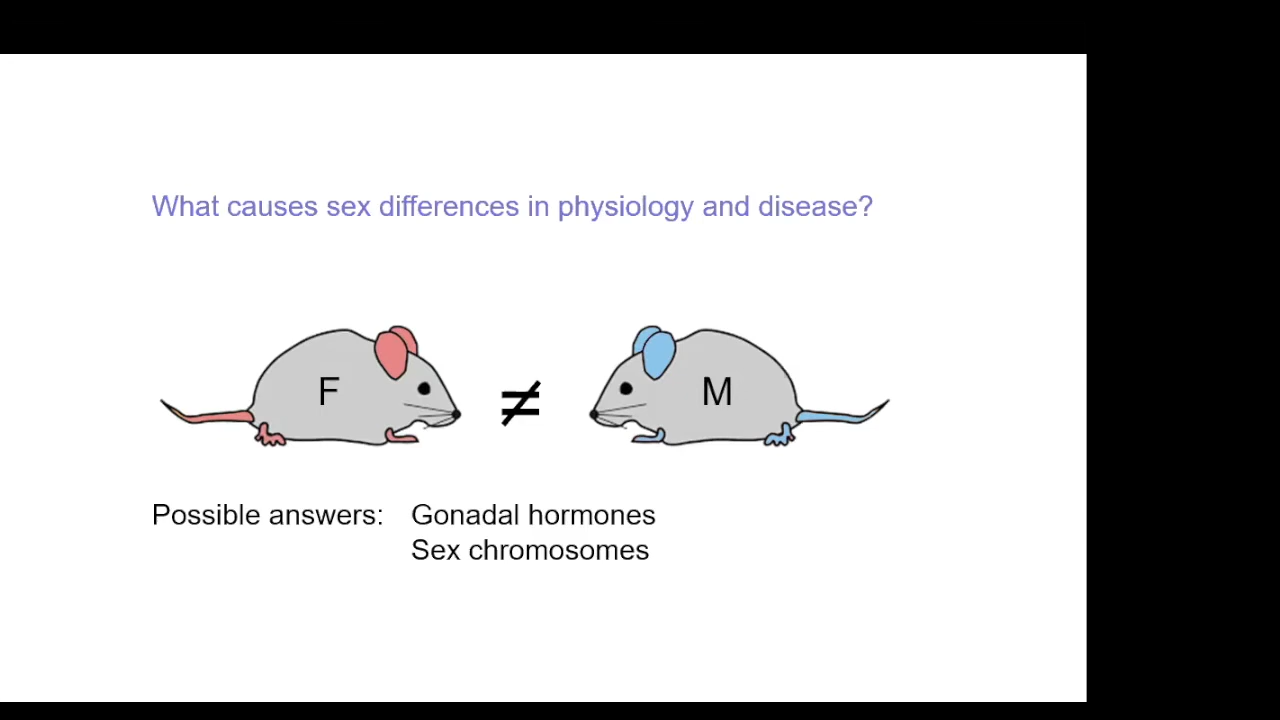 What causes sex differences in physiology and disease?
F ≠ M
Possible answers: Gonadal hormones
Sex chromosomes